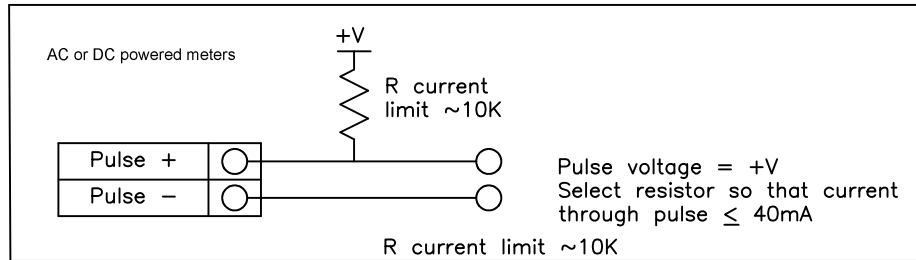 +V
AC or DC powered meters
R current
limit ~10K
Pulse +
Pulse −
Pulse voltage = +V
Select resistor so that current
through pulse ≤ 40mA
R current limit ~10K